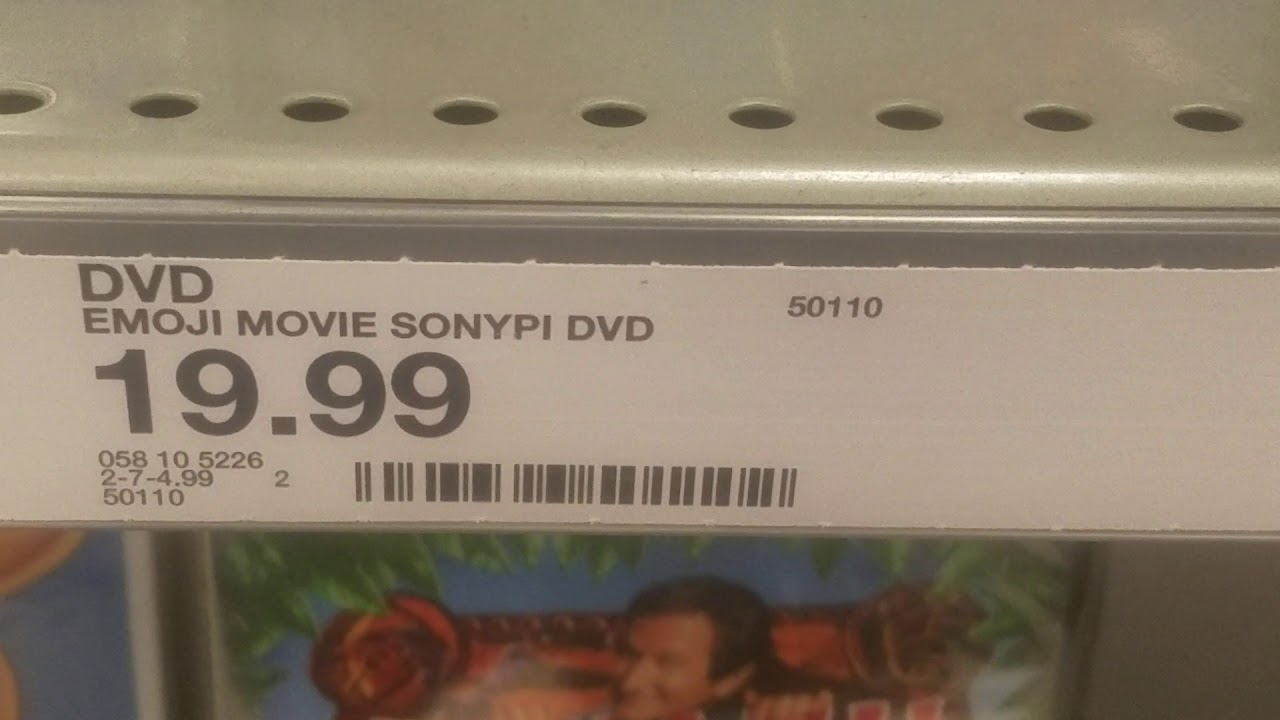 DVD
EMOJI MOVIE SONYPI DVD
50110
19.99
058 10 5226
2-7-4.99 2
50110